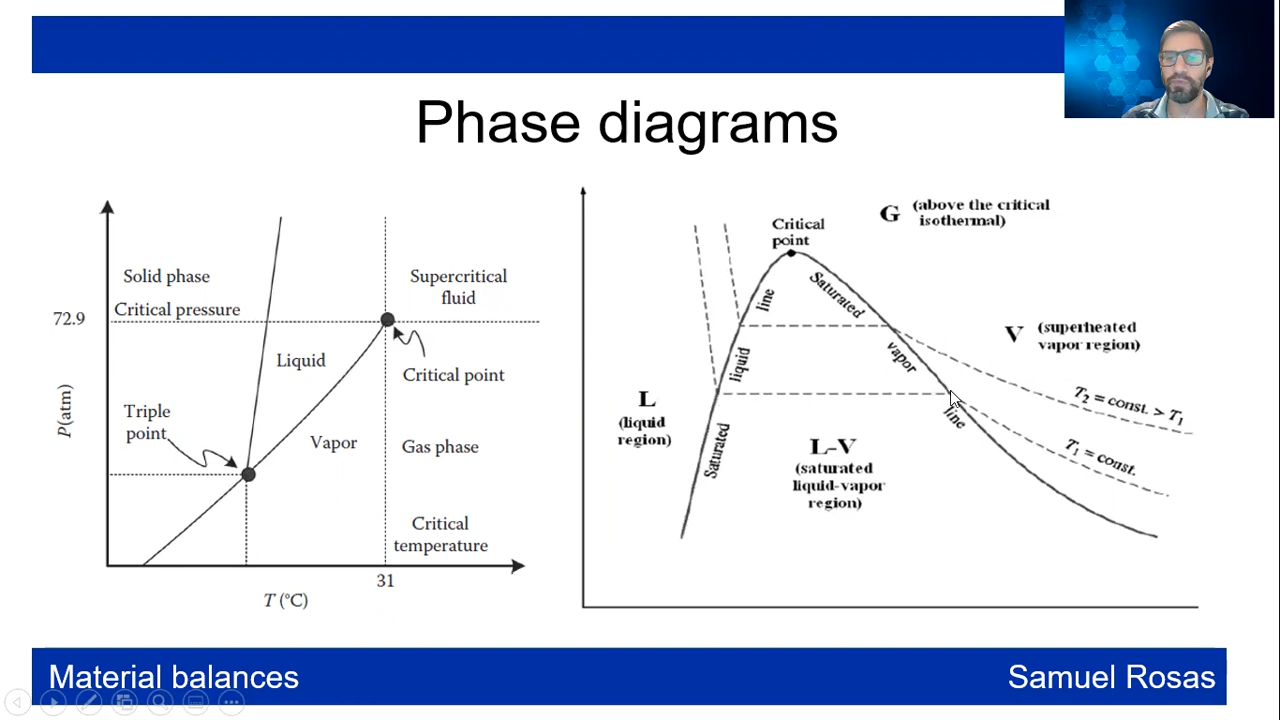 Phase diagrams
Solid phase
Critical pressure
72.9
Supercritical
fluid
Liquid
Critical point
P(atm)
Triple
point
Vapor
Gas phase
Critical
temperature
31
T (°C)
G (above the critical
isothermal)
Critical
point
Saturated
liquid
line
Saturated
vapor
line
V (superheated
vapor region)
L
(liquid
region)
L-V
(saturated
liquid-vapor
region)
T₂ = const. > T₁
T₁ = const.
Material balances
Samuel Rosas